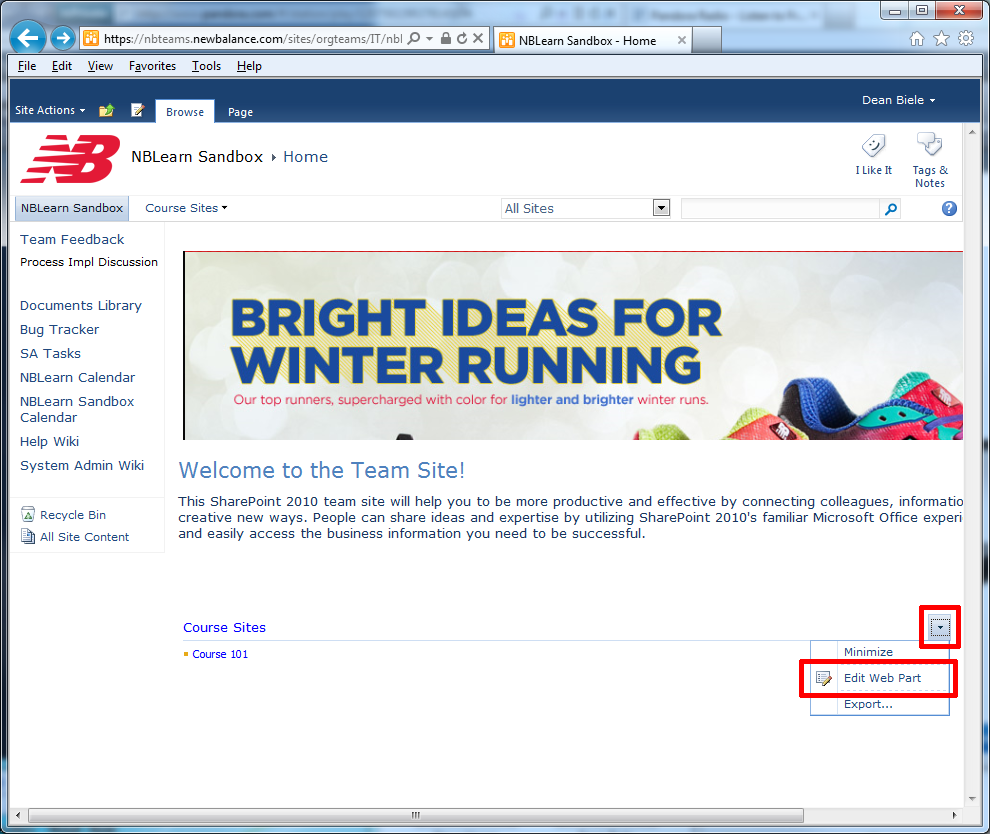 https://nbteams.newbalance.com/sites/orgteams/IT/nbl
NBLearn Sandbox - Home
File Edit View Favorites Tools Help
Dean Biele
Site Actions Browse Page
NB
NBLearn Sandbox Home
I Like It
Tags &
Notes
NBLearn Sandbox Course Sites All Sites
Team Feedback
Process Impl Discussion
Documents Library
Bug Tracker
SA Tasks
NBLearn Calendar
NBLearn Sandbox
Calendar
Help Wiki
System Admin Wiki
Recycle Bin
All Site Content
BRIGHT IDEAS FOR
WINTER RUNNING
Our top runners, supercharged with color for lighter and brighter winter runs.
Welcome to the Team Site!
This SharePoint 2010 team site will help you to be more productive and effective by connecting colleagues, informatio
creative new ways. People can share ideas and expertise by utilizing SharePoint 2010's familiar Microsoft Office experi
and easily access the business information you need to be successful.
Course Sites
Course 101
Minimize
Edit Web Part
Export...